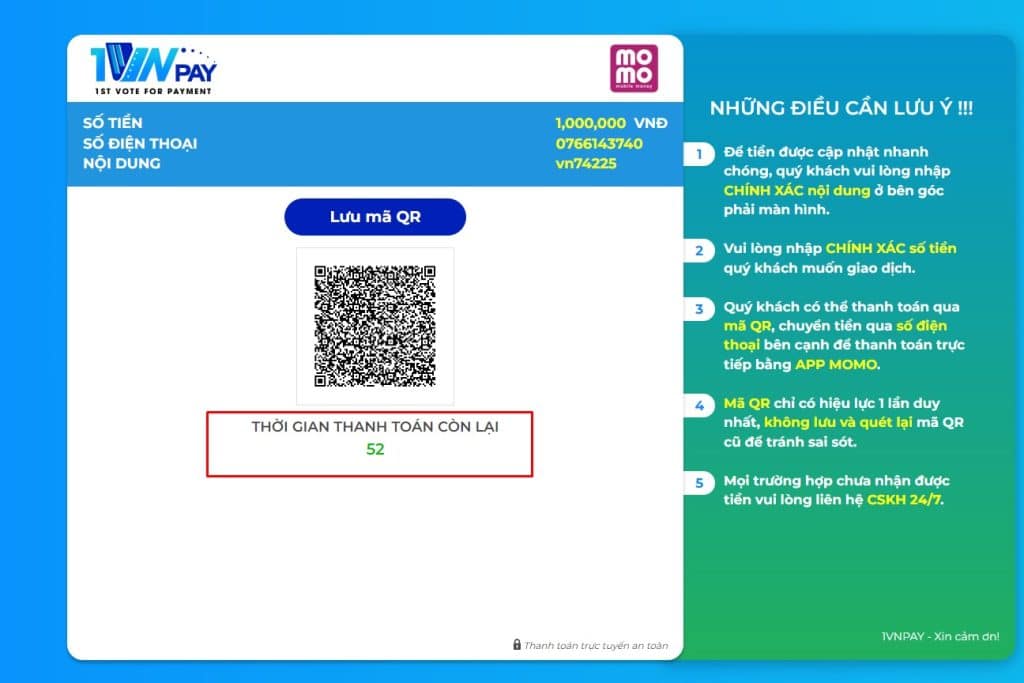 1VNPAY
1ST VOTE FOR PAYMENT
mo
mo
mobile money
SỐ TIỀN 1,000,000 VNĐ
SỐ ĐIỆN THOẠI 0766143740
NỘI DUNG vn74225
Lưu mã QR
THỜI GIAN THANH TOÁN CÒN LẠI
52
Thanh toán trực tuyến an toàn
NHỮNG ĐIỀU CẦN LƯU Ý !!!
1 Để tiền được cập nhật nhanh
chóng, quý khách vui lòng nhập
CHÍNH XÁC nội dung ở bên góc
phải màn hình.
2 Vui lòng nhập CHÍNH XÁC số tiền
quý khách muốn giao dịch.
3 Quý khách có thể thanh toán qua
mã QR, chuyển tiền qua số điện
thoại bên cạnh để thanh toán trực
tiếp bằng APP MOMO.
4 Mã QR chỉ có hiệu lực 1 lần duy
nhất, không lưu và quét lại mã QR
cũ để tránh sai sót.
5 Mọi trường hợp chưa nhận được
tiền vui lòng liên hệ CSKH 24/7.
1VNPAY - Xin cảm ơn!